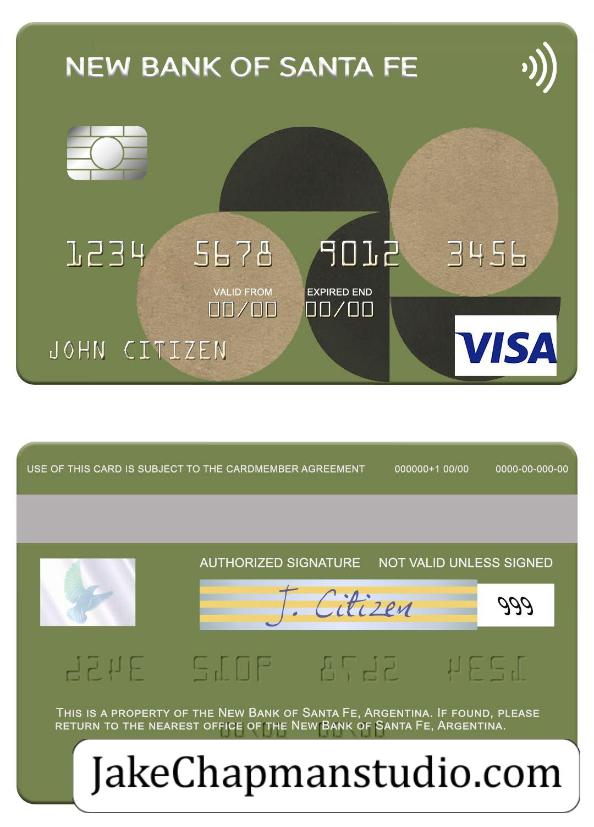 NEW BANK OF SANTA FE
1234 5678 9012 3456
VALID FROM EXPIRED END
00/00 00/00
JOHN CITIZEN
VISA
USE OF THIS CARD IS SUBJECT TO THE CARDMEMBER AGREEMENT 000000+1 00/00 0000-00-000-00
AUTHORIZED SIGNATURE NOT VALID UNLESS SIGNED
J. Citizen 999
THIS IS A PROPERTY OF THE NEW BANK OF SANTA FE, ARGENTINA. IF FOUND, PLEASE
RETURN TO THE NEAREST OFFICE OF THE NEW BANK OF SANTA FE, ARGENTINA.
JakeChapmanstudio.com